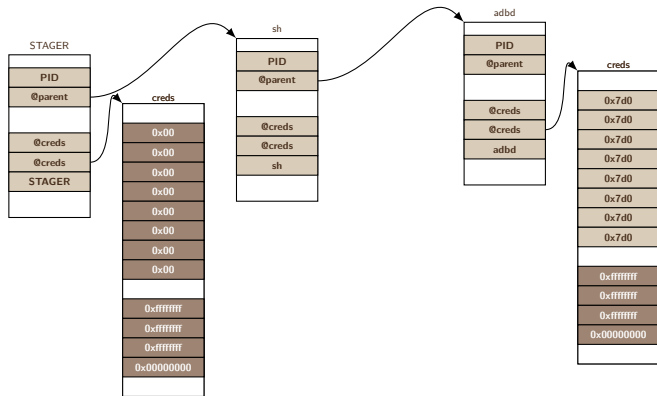 STAGER
PID
@parent
@creds
@creds
STAGER
creds
0x00
0x00
0x00
0x00
0x00
0x00
0x00
0x00
0xffffffff
0xffffffff
0xffffffff
0x00000000
sh
PID
@parent
@creds
@creds
sh
adbd
PID
@parent
@creds
@creds
adbd
creds
0x7d0
0x7d0
0x7d0
0x7d0
0x7d0
0x7d0
0x7d0
0x7d0
0xffffffff
0xffffffff
0xffffffff
0x00000000